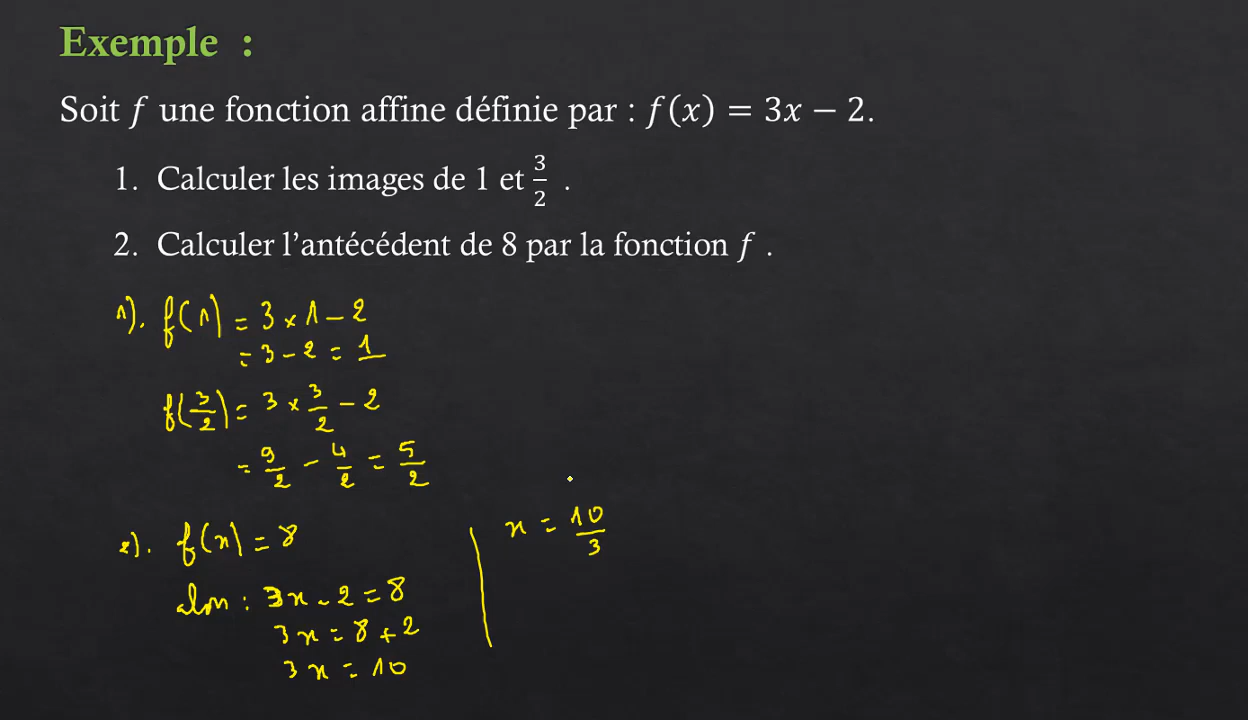 Exemple :
Soit f une fonction affine définie par : f(x) = 3x − 2.
1. Calculer les images de 1 et 3/2 .
2. Calculer l'antécédent de 8 par la fonction f .
1). f(1) = 3 × 1 − 2
= 3 − 2 = 1
f(3/2) = 3 × 3/2 − 2
= 9/2 − 4/2 = 5/2
2). f(x) = 8
alors : 3x − 2 = 8
3x = 8 + 2
3x = 10
x = 10/3